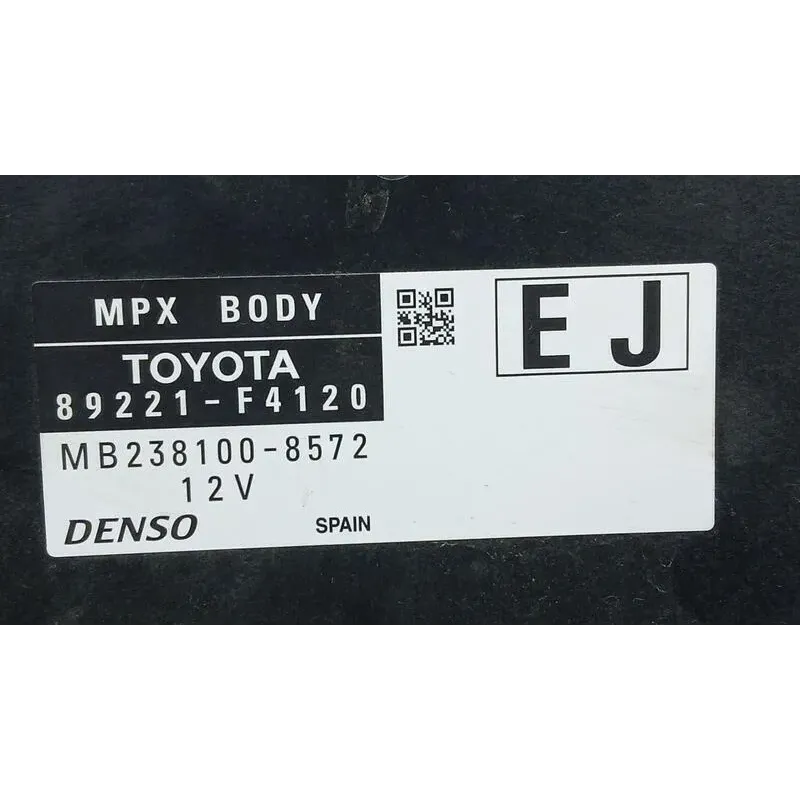 MPX BODY
TOYOTA
89221-F4120
MB238100-8572
12V
DENSO SPAIN
EJ